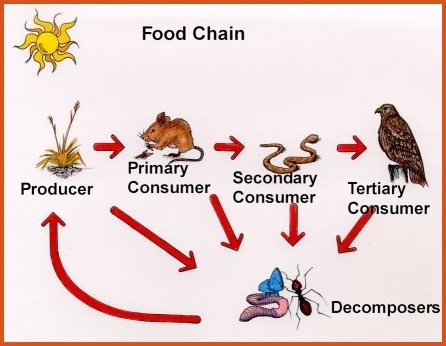 Food Chain
Producer
Primary
Consumer
Secondary
Consumer
Tertiary
Consumer
Decomposers